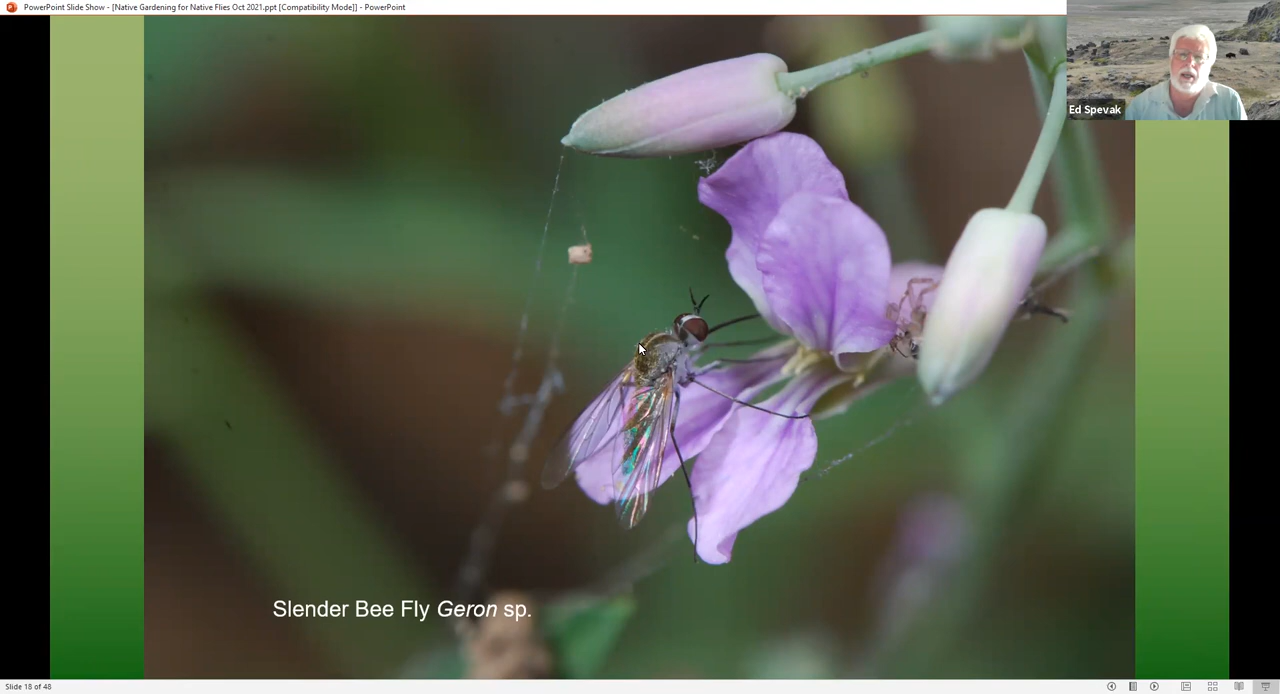 PowerPoint Slide Show - [Native Gardening for Native Flies Oct 2021.ppt [Compatibility Mode]] - PowerPoint
Ed Spevak
Slender Bee Fly Geron sp.
Slide 18 of 48